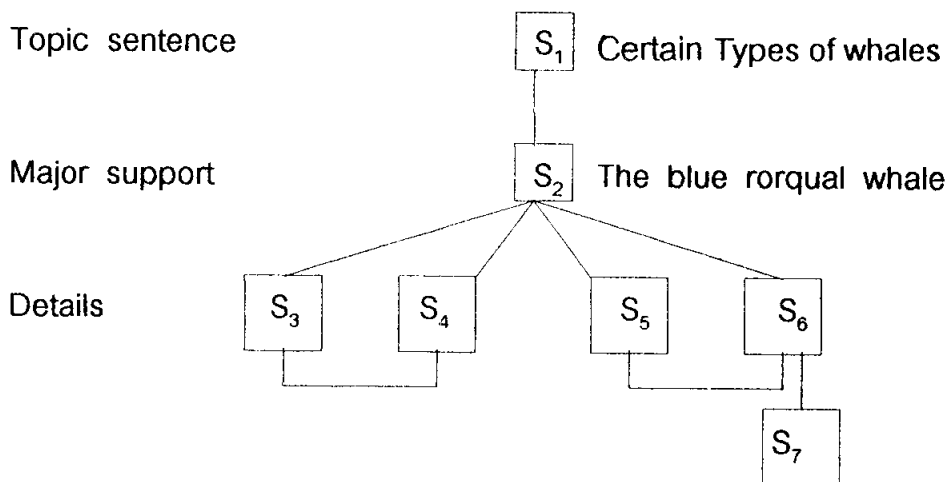 Topic sentence S₁ Certain Types of whales
Major support S₂ The blue rorqual whale
Details S₃ S₄ S₅ S₆
S₇